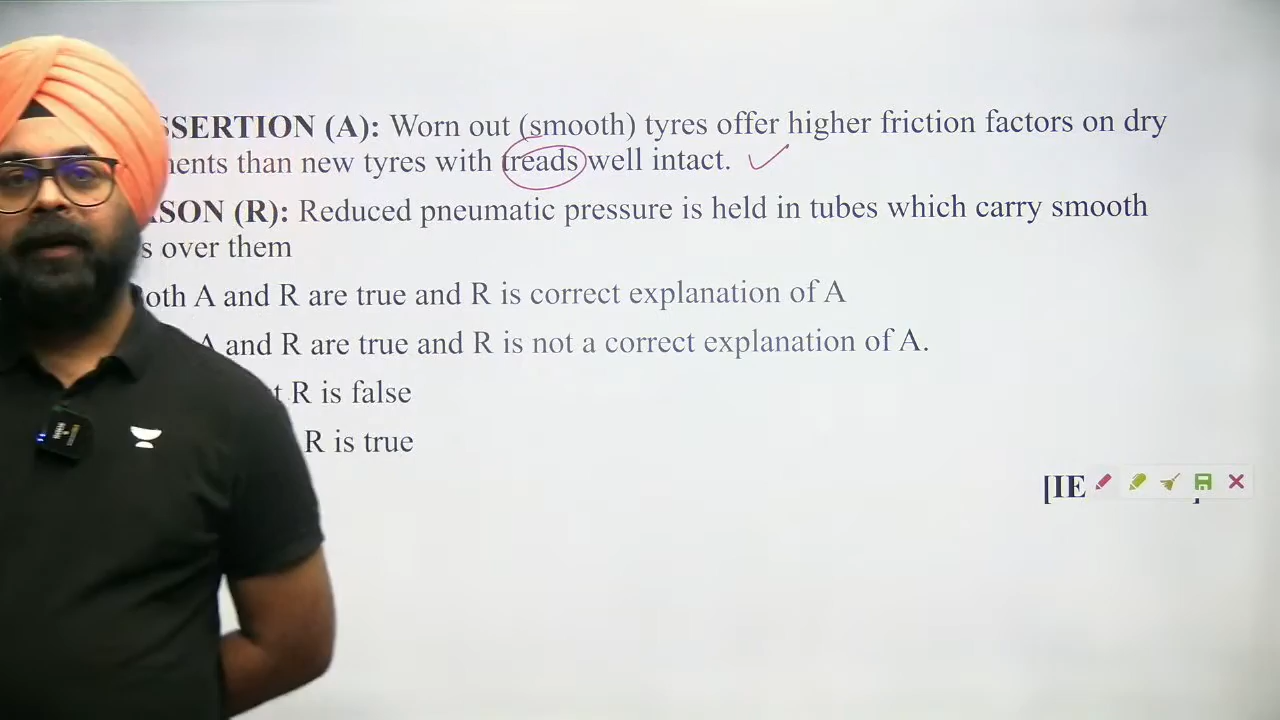 SSERTION (A): Worn out (smooth) tyres offer higher friction factors on dry
ments than new tyres with treads well intact.
SON (R): Reduced pneumatic pressure is held in tubes which carry smooth
s over them
oth A and R are true and R is correct explanation of A
A and R are true and R is not a correct explanation of A.
t R is false
R is true
[IE
]